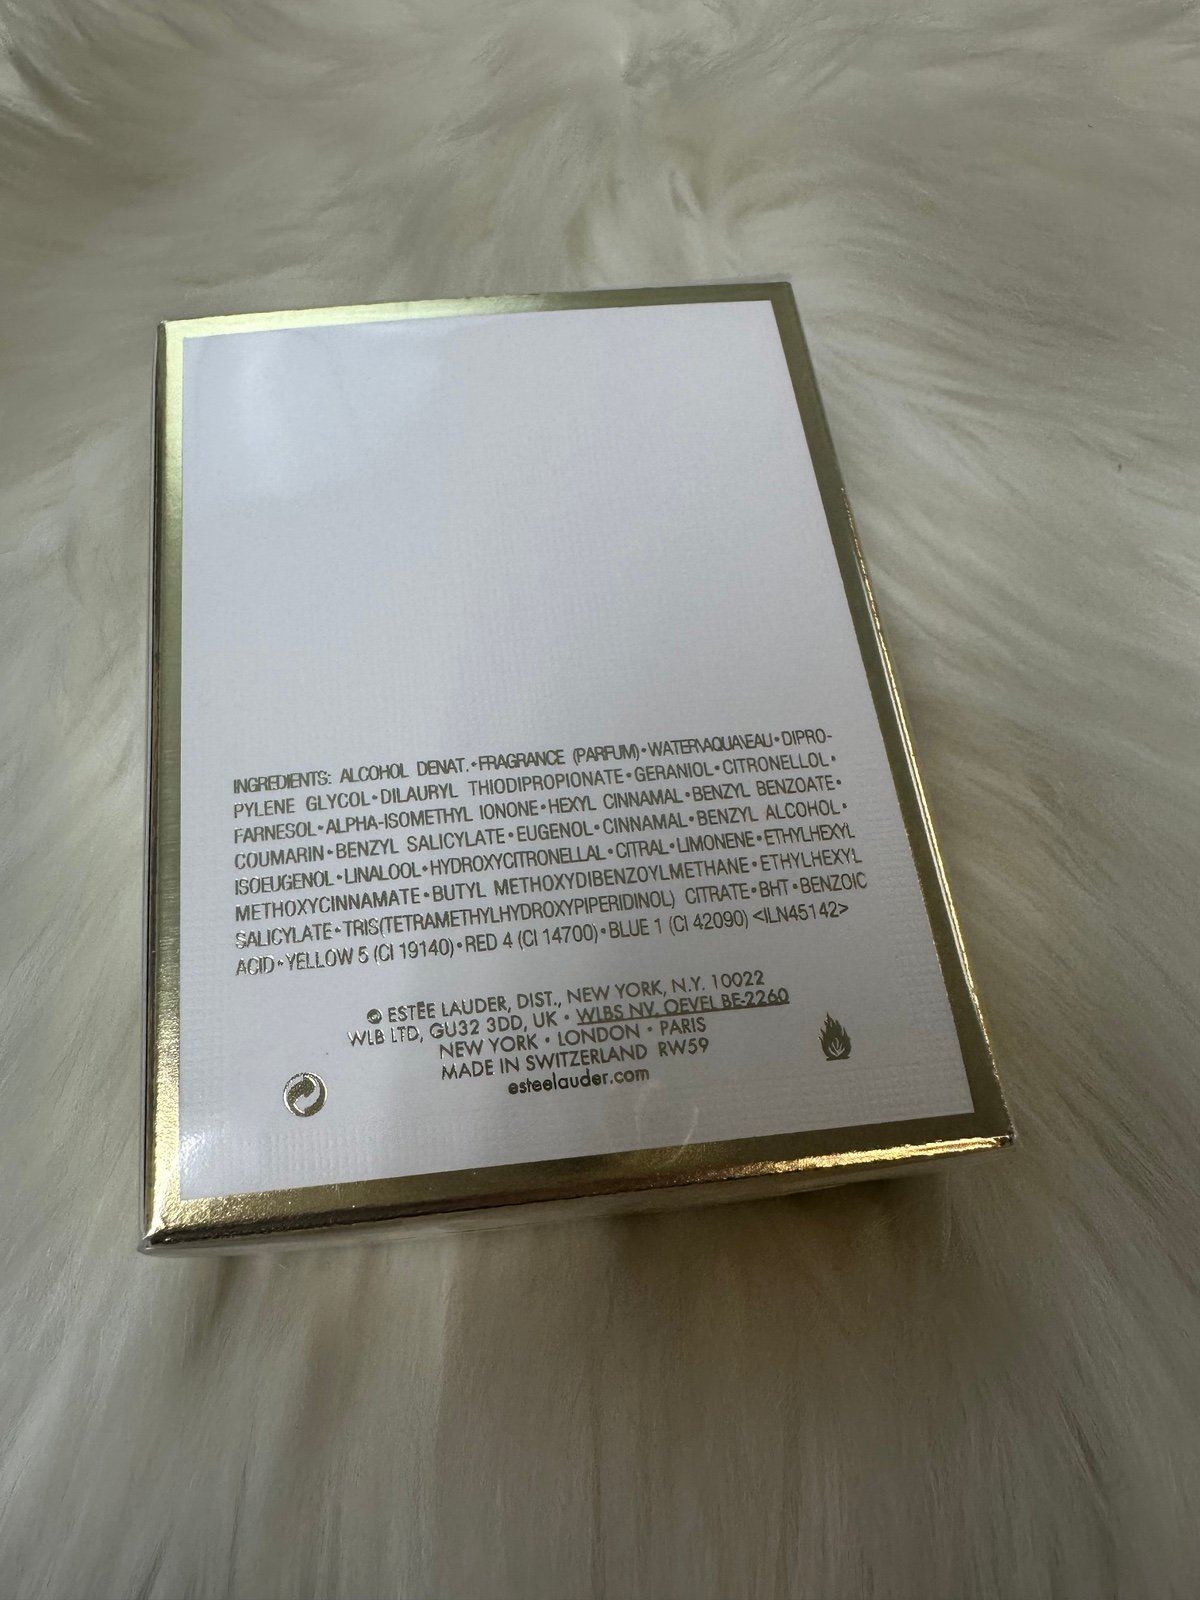 INGREDIENTS: ALCOHOL DENAT.•FRAGRANCE (PARFUM)•WATER\AQUA\EAU•DIPRO-
PYLENE GLYCOL•DILAURYL THIODIPROPIONATE•GERANIOL•CITRONELLOL•
FARNESOL•ALPHA-ISOMETHYL IONONE•HEXYL CINNAMAL•BENZYL BENZOATE•
COUMARIN•BENZYL SALICYLATE•EUGENOL•CINNAMAL•BENZYL ALCOHOL•
ISOEUGENOL•LINALOOL•HYDROXYCITRONELLAL•CITRAL•LIMONENE•ETHYLHEXYL
METHOXYCINNAMATE•BUTYL METHOXYDIBENZOYLMETHANE•ETHYLHEXYL
SALICYLATE•TRIS(TETRAMETHYLHYDROXYPIPERIDINOL) CITRATE•BHT•BENZOIC
ACID•YELLOW 5 (CI 19140)•RED 4 (CI 14700)•BLUE 1 (CI 42090) <ILN45142>
© ESTĒE LAUDER, DIST., NEW YORK, N.Y. 10022
WLB LTD, GU32 3DD, UK • WLBS NV, OEVEL BE-2260
NEW YORK • LONDON • PARIS
MADE IN SWITZERLAND RW59
esteelauder.com